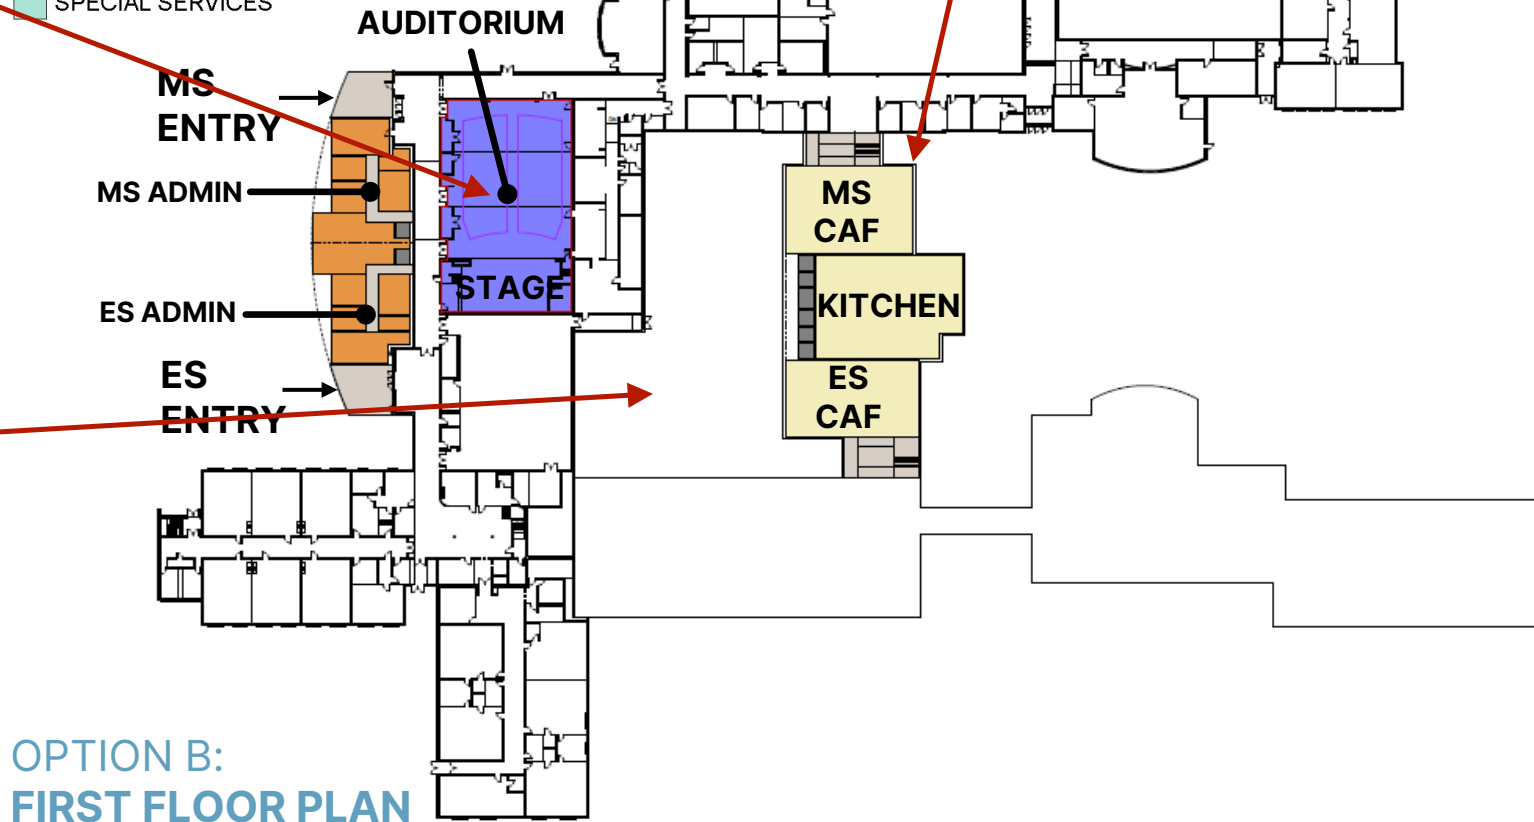 SPECIAL SERVICES
AUDITORIUM
MS
ENTRY
MS ADMIN
MS
CAF
STAGE
KITCHEN
ES ADMIN
ES
ENTRY
ES
CAF
OPTION B:
FIRST FLOOR PLAN